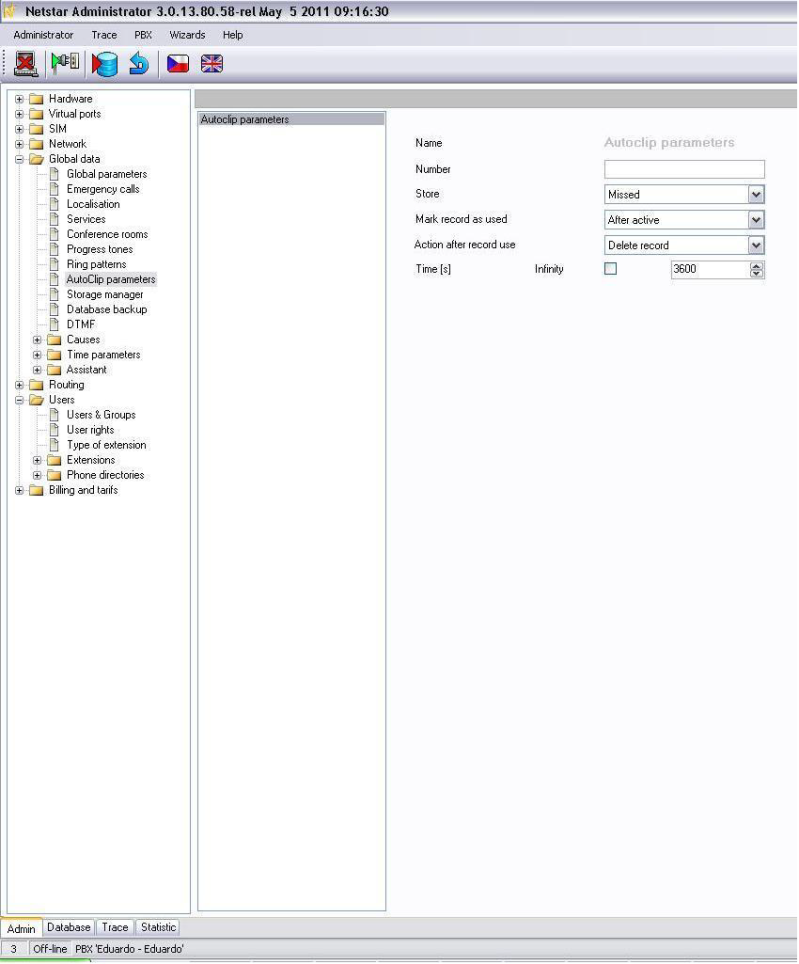 Netstar Administrator 3.0.13.80.58-rel May 5 2011 09:16:30
Administrator Trace PBX Wizards Help
Hardware
Virtual ports
SIM
Network
Global data
Global parameters
Emergency calls
Localisation
Services
Conference rooms
Progress tones
Ring patterns
AutoClip parameters
Storage manager
Database backup
DTMF
Causes
Time parameters
Assistant
Routing
Users
Users & Groups
User rights
Type of extension
Extensions
Phone directories
Billing and tarifs
Autoclip parameters
Name Autoclip parameters
Number
Store Missed
Mark record as used After active
Action after record use Delete record
Time [s] Infinity 3600
Admin Database Trace Statistic
3 Off-line PBX 'Eduardo - Eduardo'